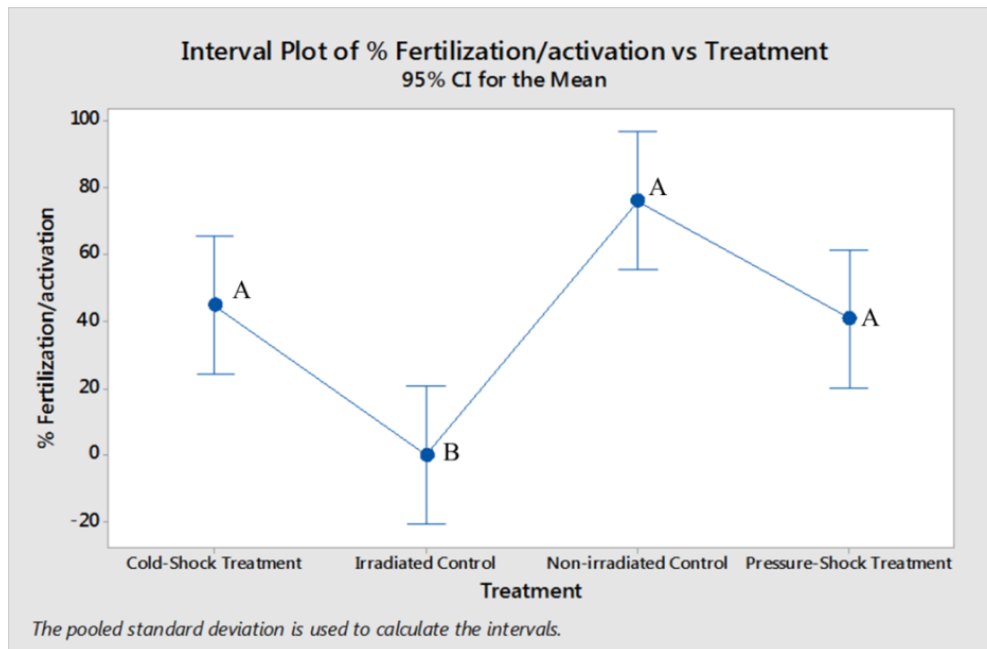 Interval Plot of % Fertilization/activation vs Treatment
95% CI for the Mean
100
80
60
40
20
0
-20
% Fertilization/activation
A
B
A
A
Cold-Shock Treatment
Irradiated Control
Non-irradiated Control
Pressure-Shock Treatment
Treatment
The pooled standard deviation is used to calculate the intervals.